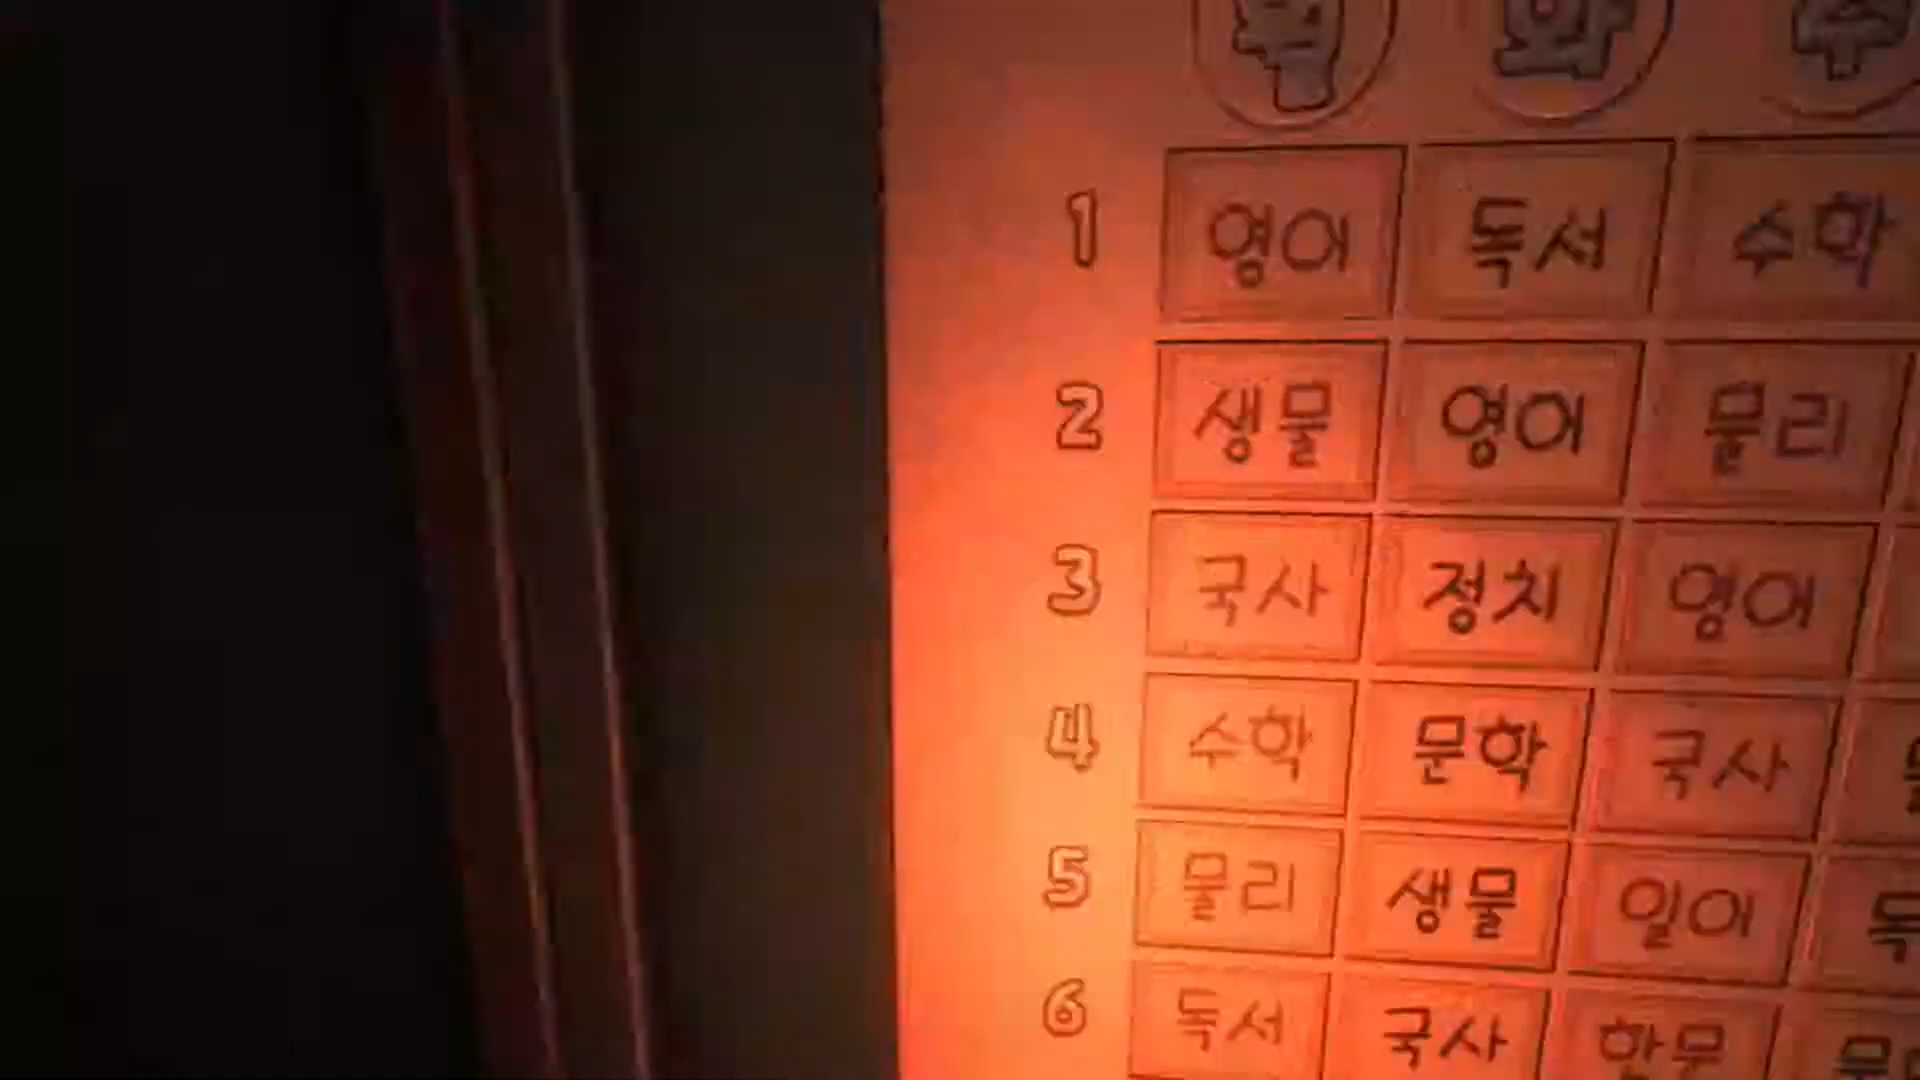 월 화 수
1 영어 독서 수학
2 생물 영어 물리
3 국사 정치 영어
4 수학 문학 국사
5 물리 생물 일어
6 독서 국사 한문